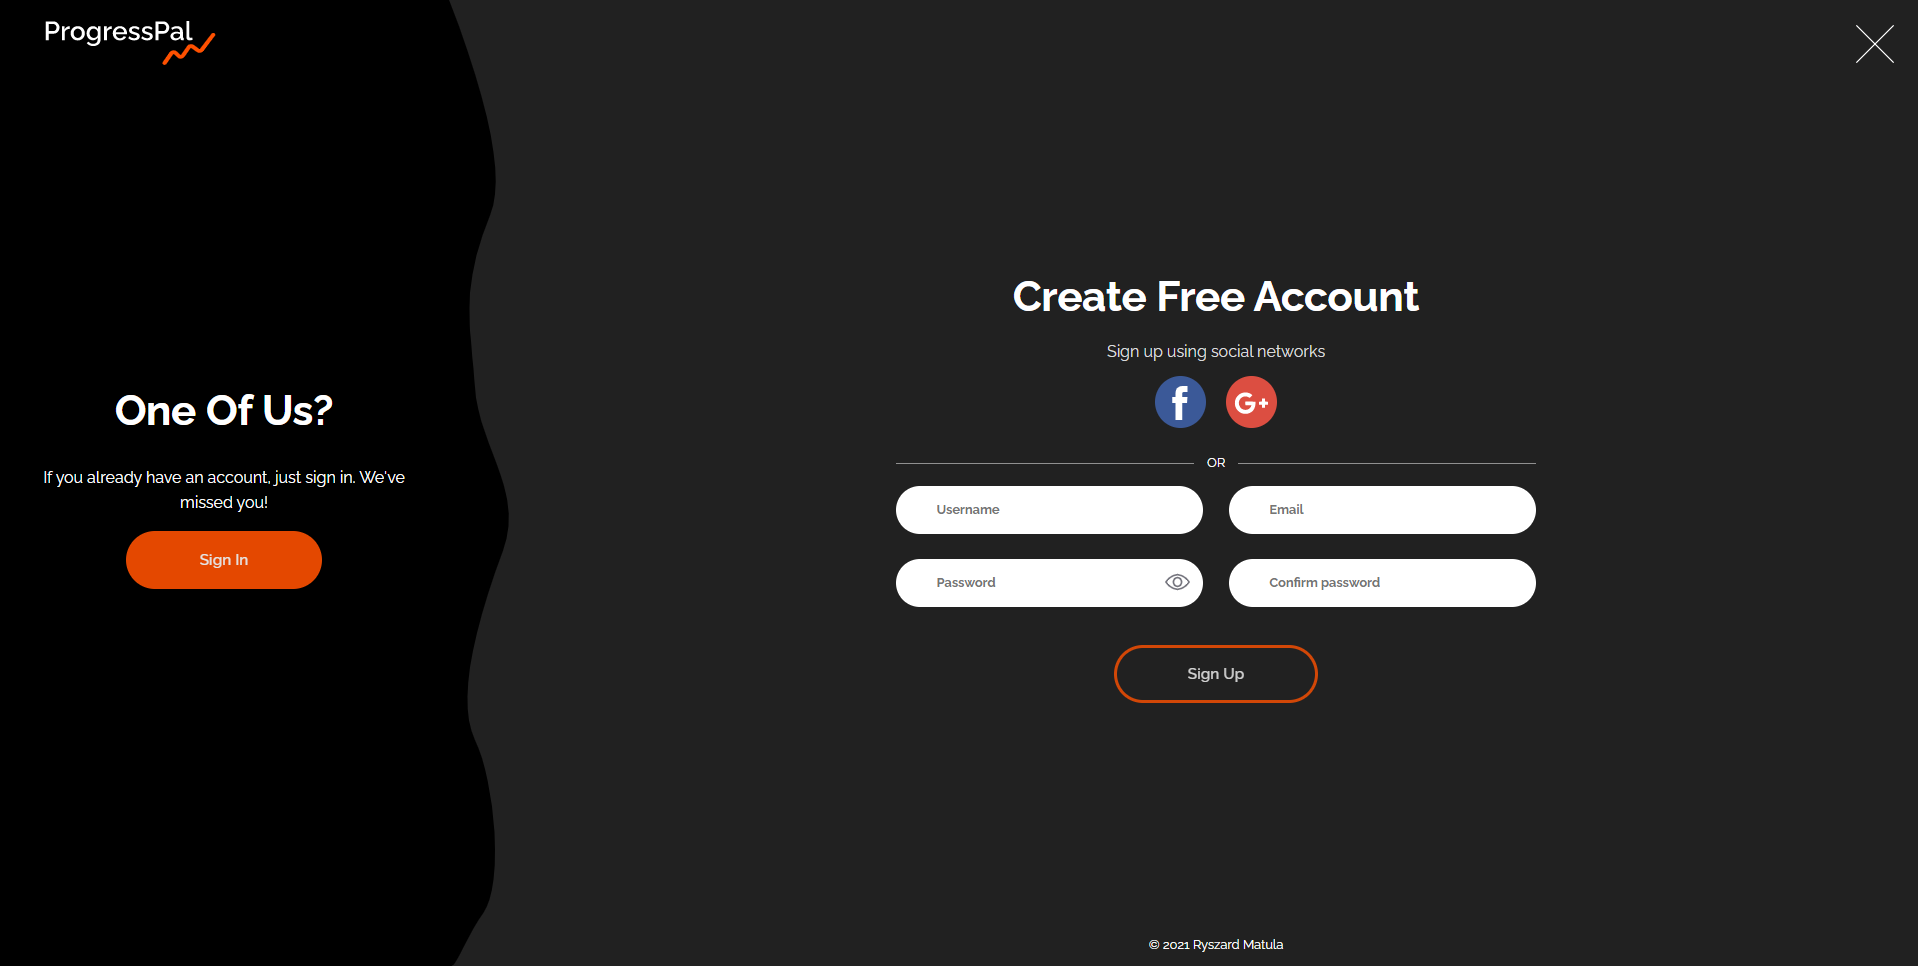 ProgressPal
One Of Us?
If you already have an account, just sign in. We've
missed you!
Sign In
Create Free Account
Sign up using social networks
f
G+
OR
Username
Email
Password
Confirm password
Sign Up
© 2021 Ryszard Matula